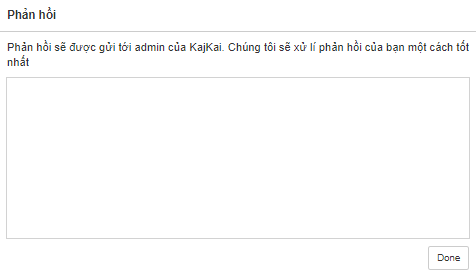 Phản hồi
Phản hồi sẽ được gửi tới admin của KajKai. Chúng tôi sẽ xử lí phản hồi của bạn một cách tốt
nhất
Done